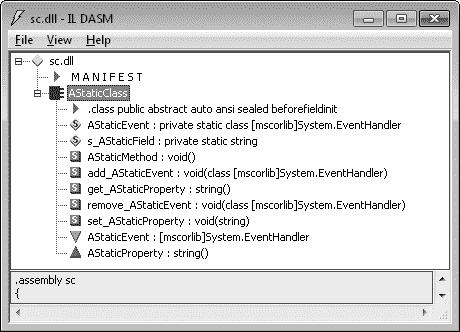 sc.dll - IL DASM
File View Help
sc.dll
M A N I F E S T
AStaticClass
.class public abstract auto ansi sealed beforefieldinit
AStaticEvent : private static class [mscorlib]System.EventHandler
s_AStaticField : private static string
AStaticMethod : void()
add_AStaticEvent : void(class [mscorlib]System.EventHandler)
get_AStaticProperty : string()
remove_AStaticEvent : void(class [mscorlib]System.EventHandler)
set_AStaticProperty : void(string)
AStaticEvent : [mscorlib]System.EventHandler
AStaticProperty : string()
.assembly sc
{